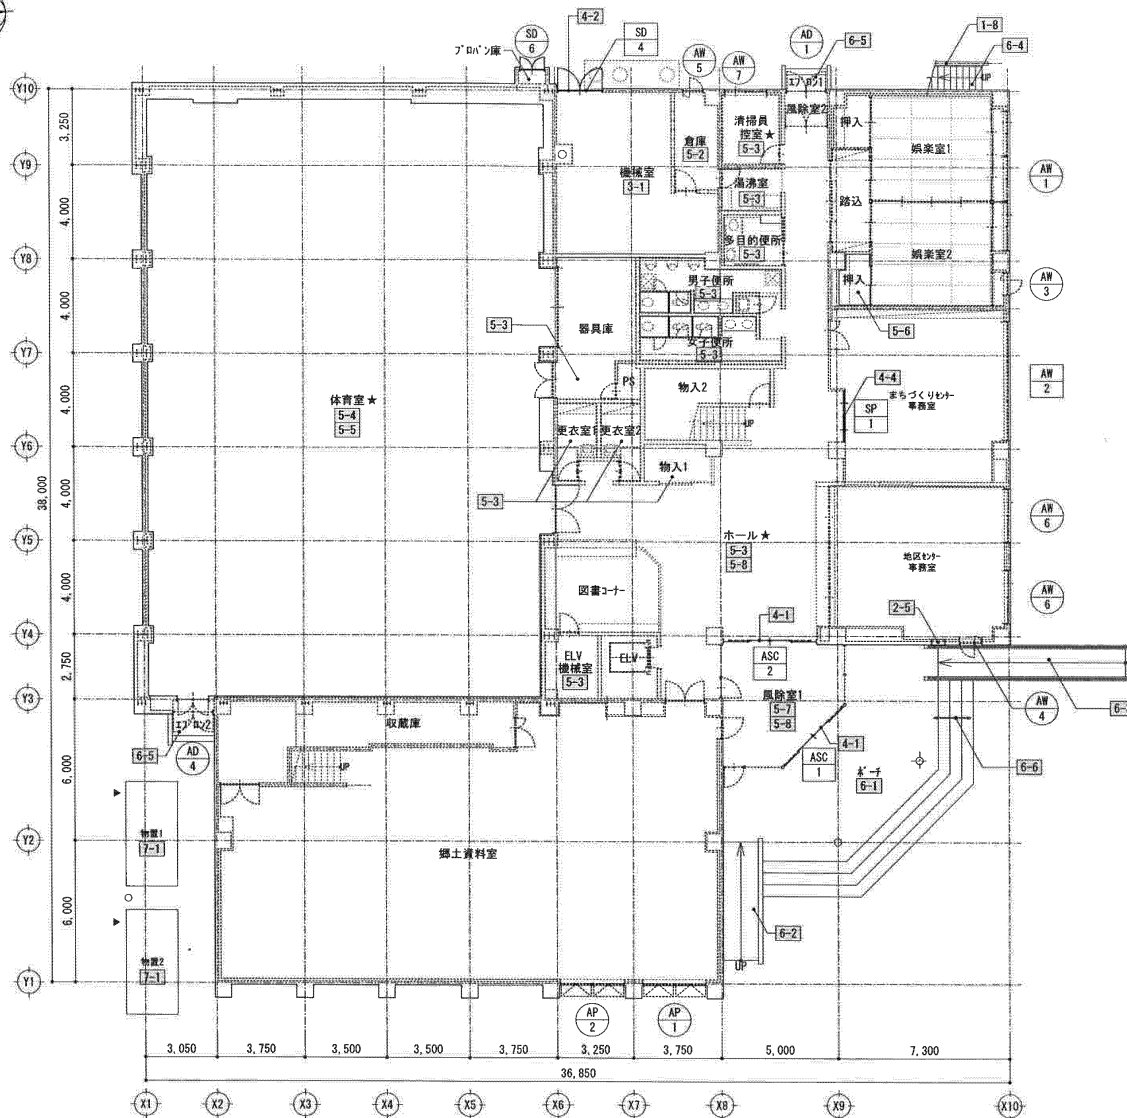 4-2
1-8
SD
6
SD
4
AD
1
6-5
6-4
プロパン庫
AW
5
AW
7
UP
Y10
エプロン1
風除室2
押入
清掃員
控室★
5-3
倉庫
5-2
娯楽室1
3,250
Y9
機械室
3-1
湯沸室
5-3
AW
1
踏込
4,000
多目的便所
5-3
娯楽室2
Y8
男子便所
5-3
押入
AW
3
4,000
5-3
器具庫
5-6
女子便所
5-3
Y7
PS
物入2
4-4
AW
2
まちづくりセンター
事務室
SP
1
体育室★
5-4
5-5
4,000
更衣室1
更衣室2
UP
Y6
物入1
5-3
38,000
4,000
AW
6
ホール★
5-3
5-8
Y5
地区センター
事務室
図書コーナー
4,000
AW
6
4-1
2-5
Y4
ELV
機械室
5-3
ELV
ASC
2
2,750
風除室1
5-7
5-8
Y3
AW
4
エプロン2
収蔵庫
4-1
6-5
AD
4
ASC
1
UP
6-6
ポーチ
6-1
6,000
物置1
7-1
Y2
郷土資料室
6,000
6-2
物置2
7-1
UP
Y1
AP
2
AP
1
3,050
3,750
3,500
3,500
3,750
3,250
3,750
5,000
7,300
36,850
X1
X2
X3
X4
X5
X6
X7
X8
X9
X10